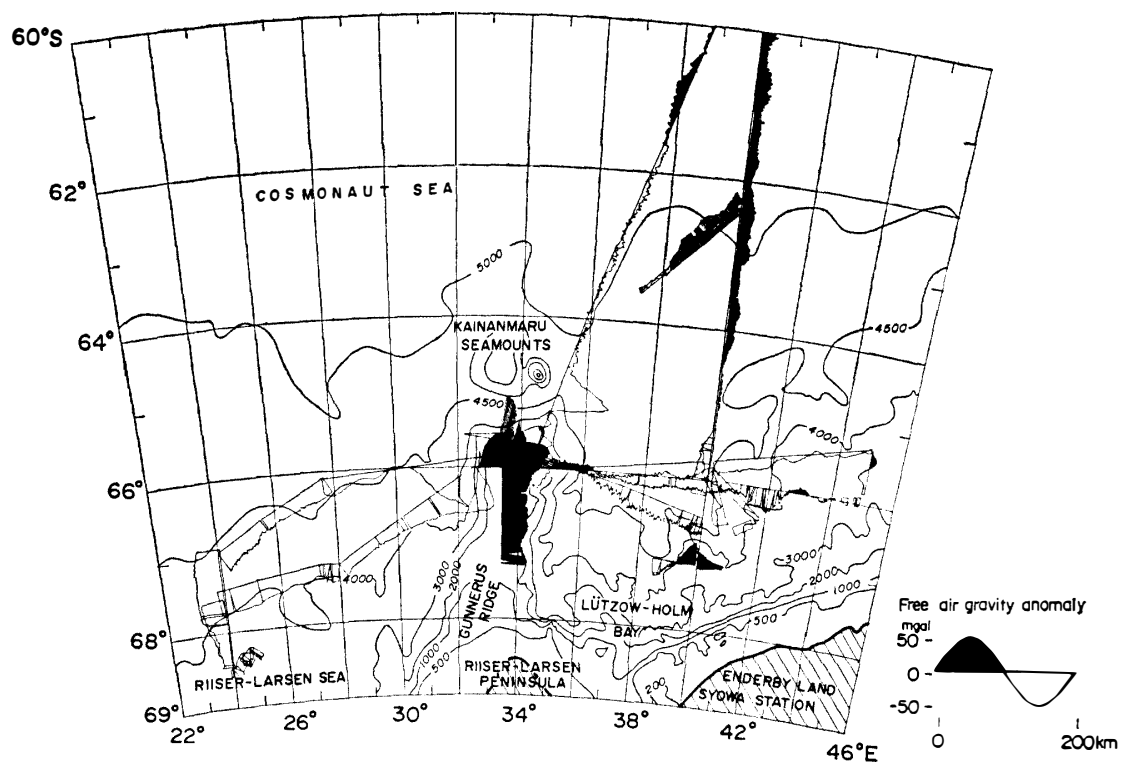 60°S
62°
COSMONAUT SEA
5000
KAINANMARU
SEAMOUNTS
64°
4500
4500
4000
66°
3000
4000
3000
2000
2000
1000
GUNNERUS
RIDGE
LÜTZOW-HOLM
BAY
500
68°
1000
500
RIISER-LARSEN SEA
RIISER-LARSEN
PENINSULA
200
ENDERBY LAND
SYOWA STATION
69°
22°
26°
30°
34°
38°
42°
46°E
Free air gravity anomaly
mgal
50
0
-50
0
200km